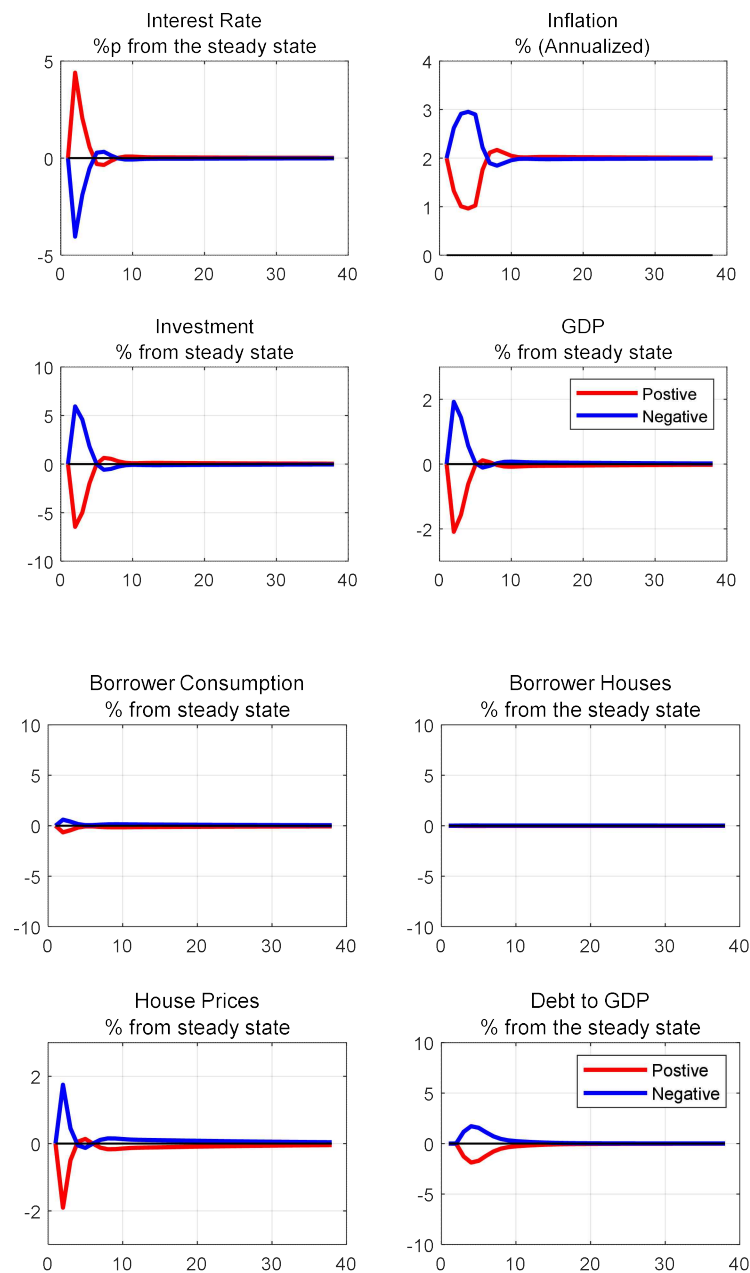 Interest Rate
%p from the steady state
5
0
-5
0 10 20 30 40
Inflation
% (Annualized)
4
3
2
1
0
0 10 20 30 40
Investment
% from steady state
10
5
0
-5
-10
0 10 20 30 40
GDP
% from steady state
2
0
-2
Postive
Negative
0 10 20 30 40
Borrower Consumption
% from steady state
10
5
0
-5
-10
0 10 20 30 40
Borrower Houses
% from the steady state
10
5
0
-5
-10
0 10 20 30 40
House Prices
% from steady state
2
0
-2
0 10 20 30 40
Debt to GDP
% from the steady state
10
5
0
-5
-10
Postive
Negative
0 10 20 30 40